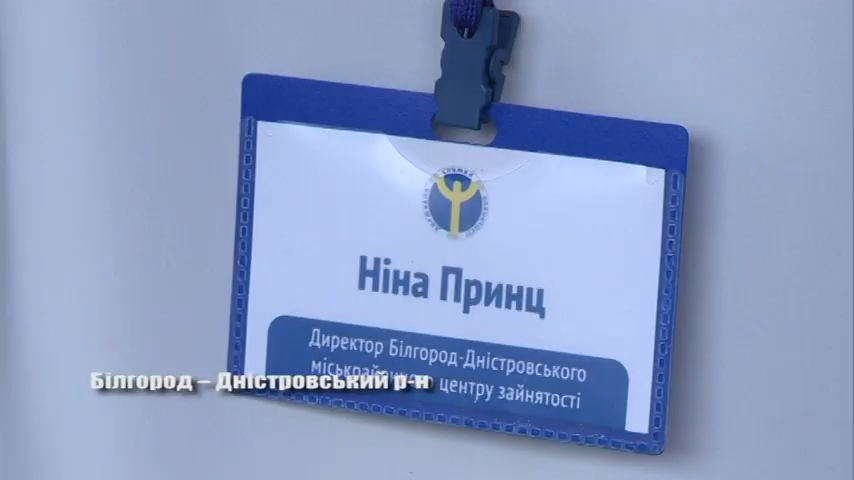 Ніна Принц
Директор Білгород-Дністровського
центру зайнятості
Білгород – Дністровський р-н